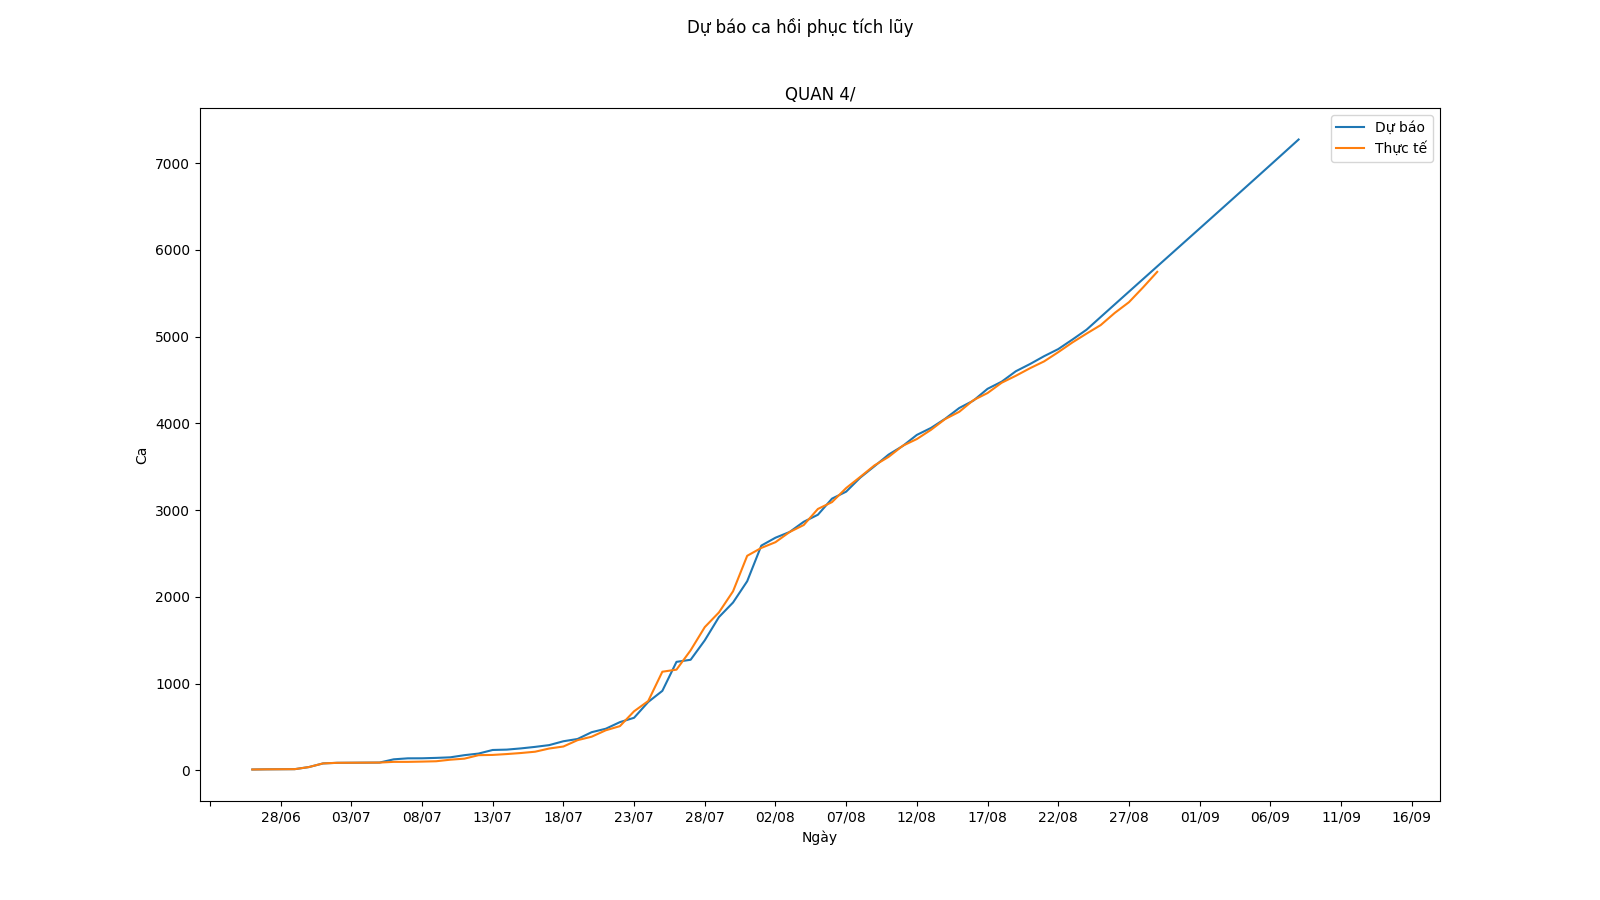 Dự báo ca hồi phục tích lũy
QUAN 4/
Dự báo
Thực tế
7000
6000
5000
4000
3000
2000
1000
0
Ca
28/06 03/07 08/07 13/07 18/07 23/07 28/07 02/08 07/08 12/08 17/08 22/08 27/08 01/09 06/09 11/09 16/09
Ngày